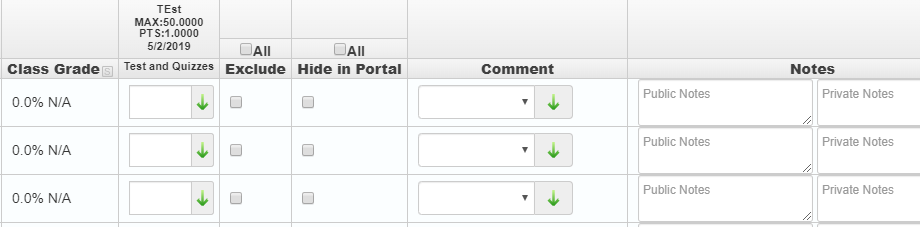 TEst
MAX:50.0000
PTS:1.0000
5/2/2019
All
All
Class Grade
Test and Quizzes
Exclude
Hide in Portal
Comment
Notes
0.0% N/A
Public Notes
Private Notes
0.0% N/A
Public Notes
Private Notes
0.0% N/A
Public Notes
Private Notes